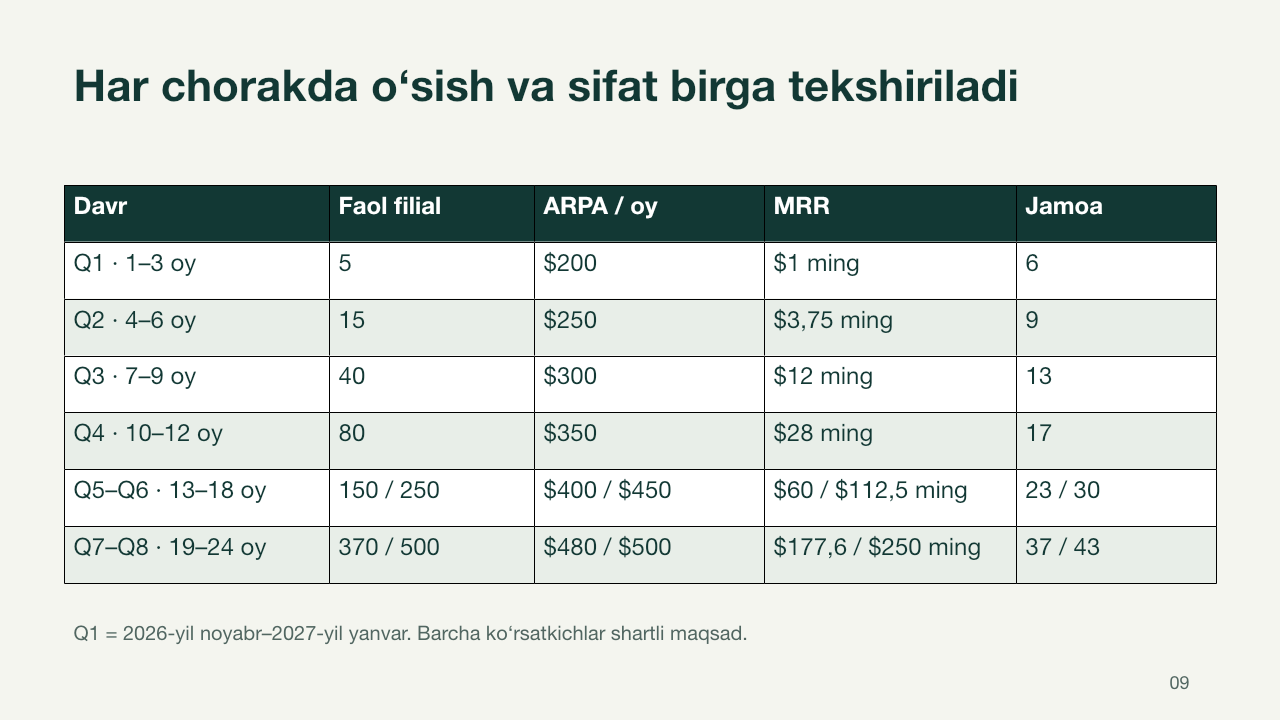 Har chorakda o‘sish va sifat birga tekshiriladi
Davr Faol filial ARPA / oy MRR Jamoa
Q1 · 1–3 oy 5 $200 $1 ming 6
Q2 · 4–6 oy 15 $250 $3,75 ming 9
Q3 · 7–9 oy 40 $300 $12 ming 13
Q4 · 10–12 oy 80 $350 $28 ming 17
Q5–Q6 · 13–18 oy 150 / 250 $400 / $450 $60 / $112,5 ming 23 / 30
Q7–Q8 · 19–24 oy 370 / 500 $480 / $500 $177,6 / $250 ming 37 / 43
Q1 = 2026-yil noyabr–2027-yil yanvar. Barcha ko‘rsatkichlar shartli maqsad.
09